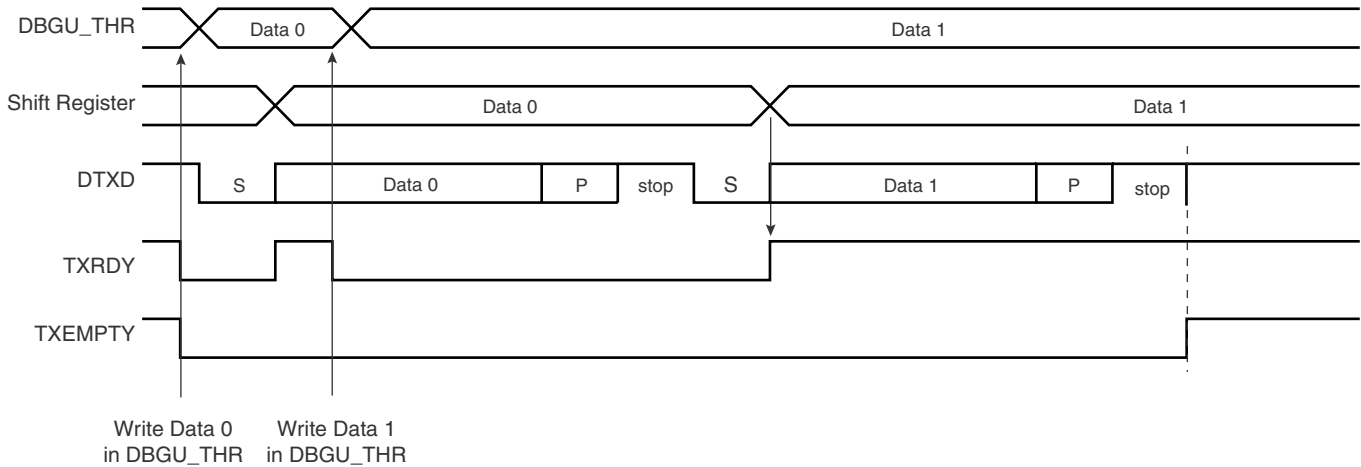 DBGU_THR
Data 0
Data 1
Shift Register
Data 0
Data 1
DTXD
S
Data 0
P
stop
S
Data 1
P
stop
TXRDY
TXEMPTY
Write Data 0
in DBGU_THR
Write Data 1
in DBGU_THR